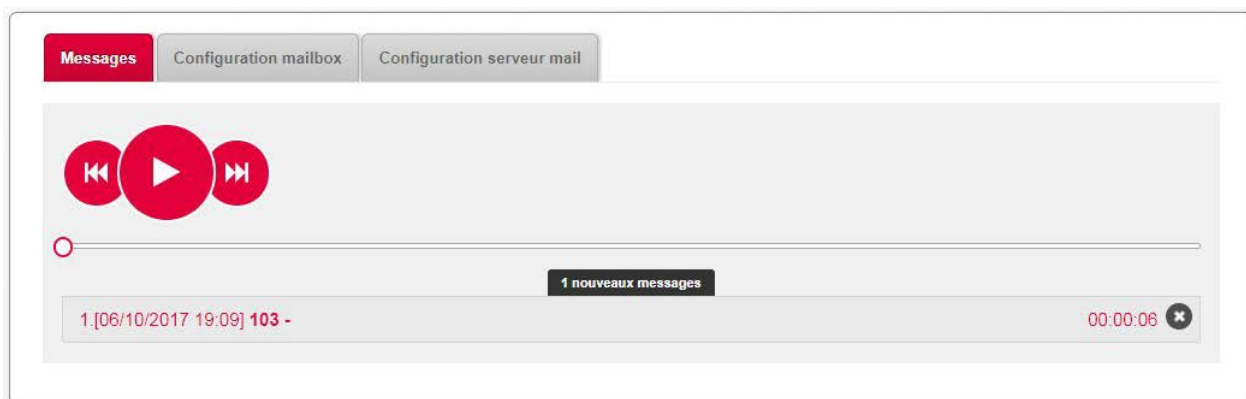 Messages Configuration mailbox Configuration serveur mail
1 nouveaux messages
1.[06/10/2017 19:09] 103 - 00:00:06